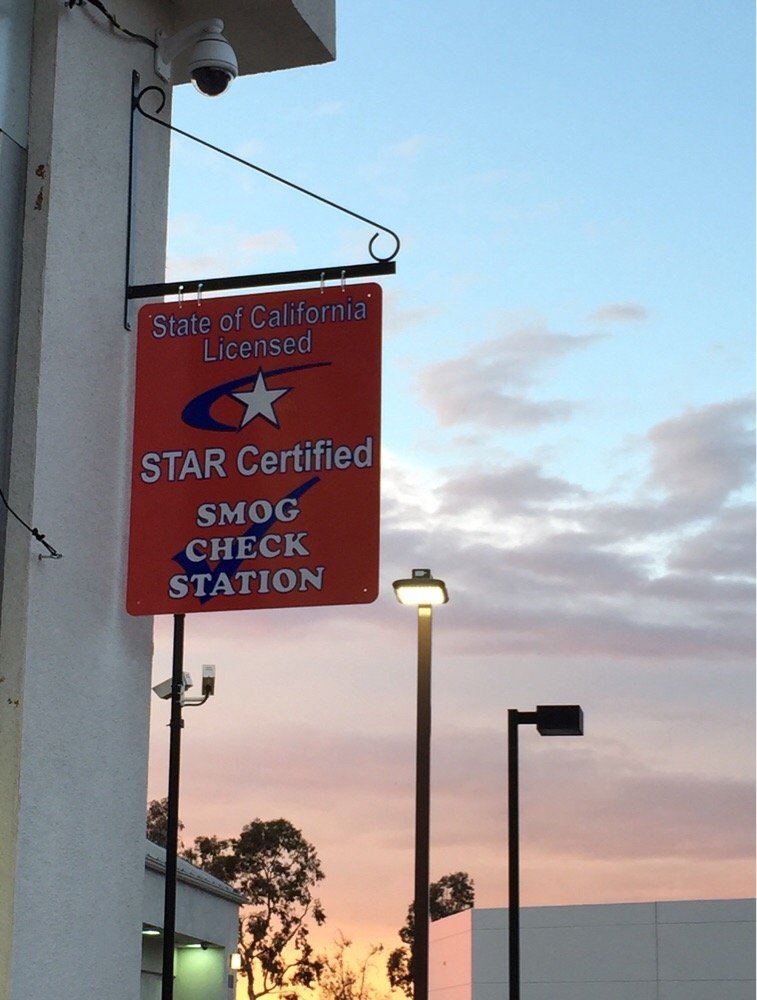 State of California
Licensed
STAR Certified
SMOG
CHECK
STATION